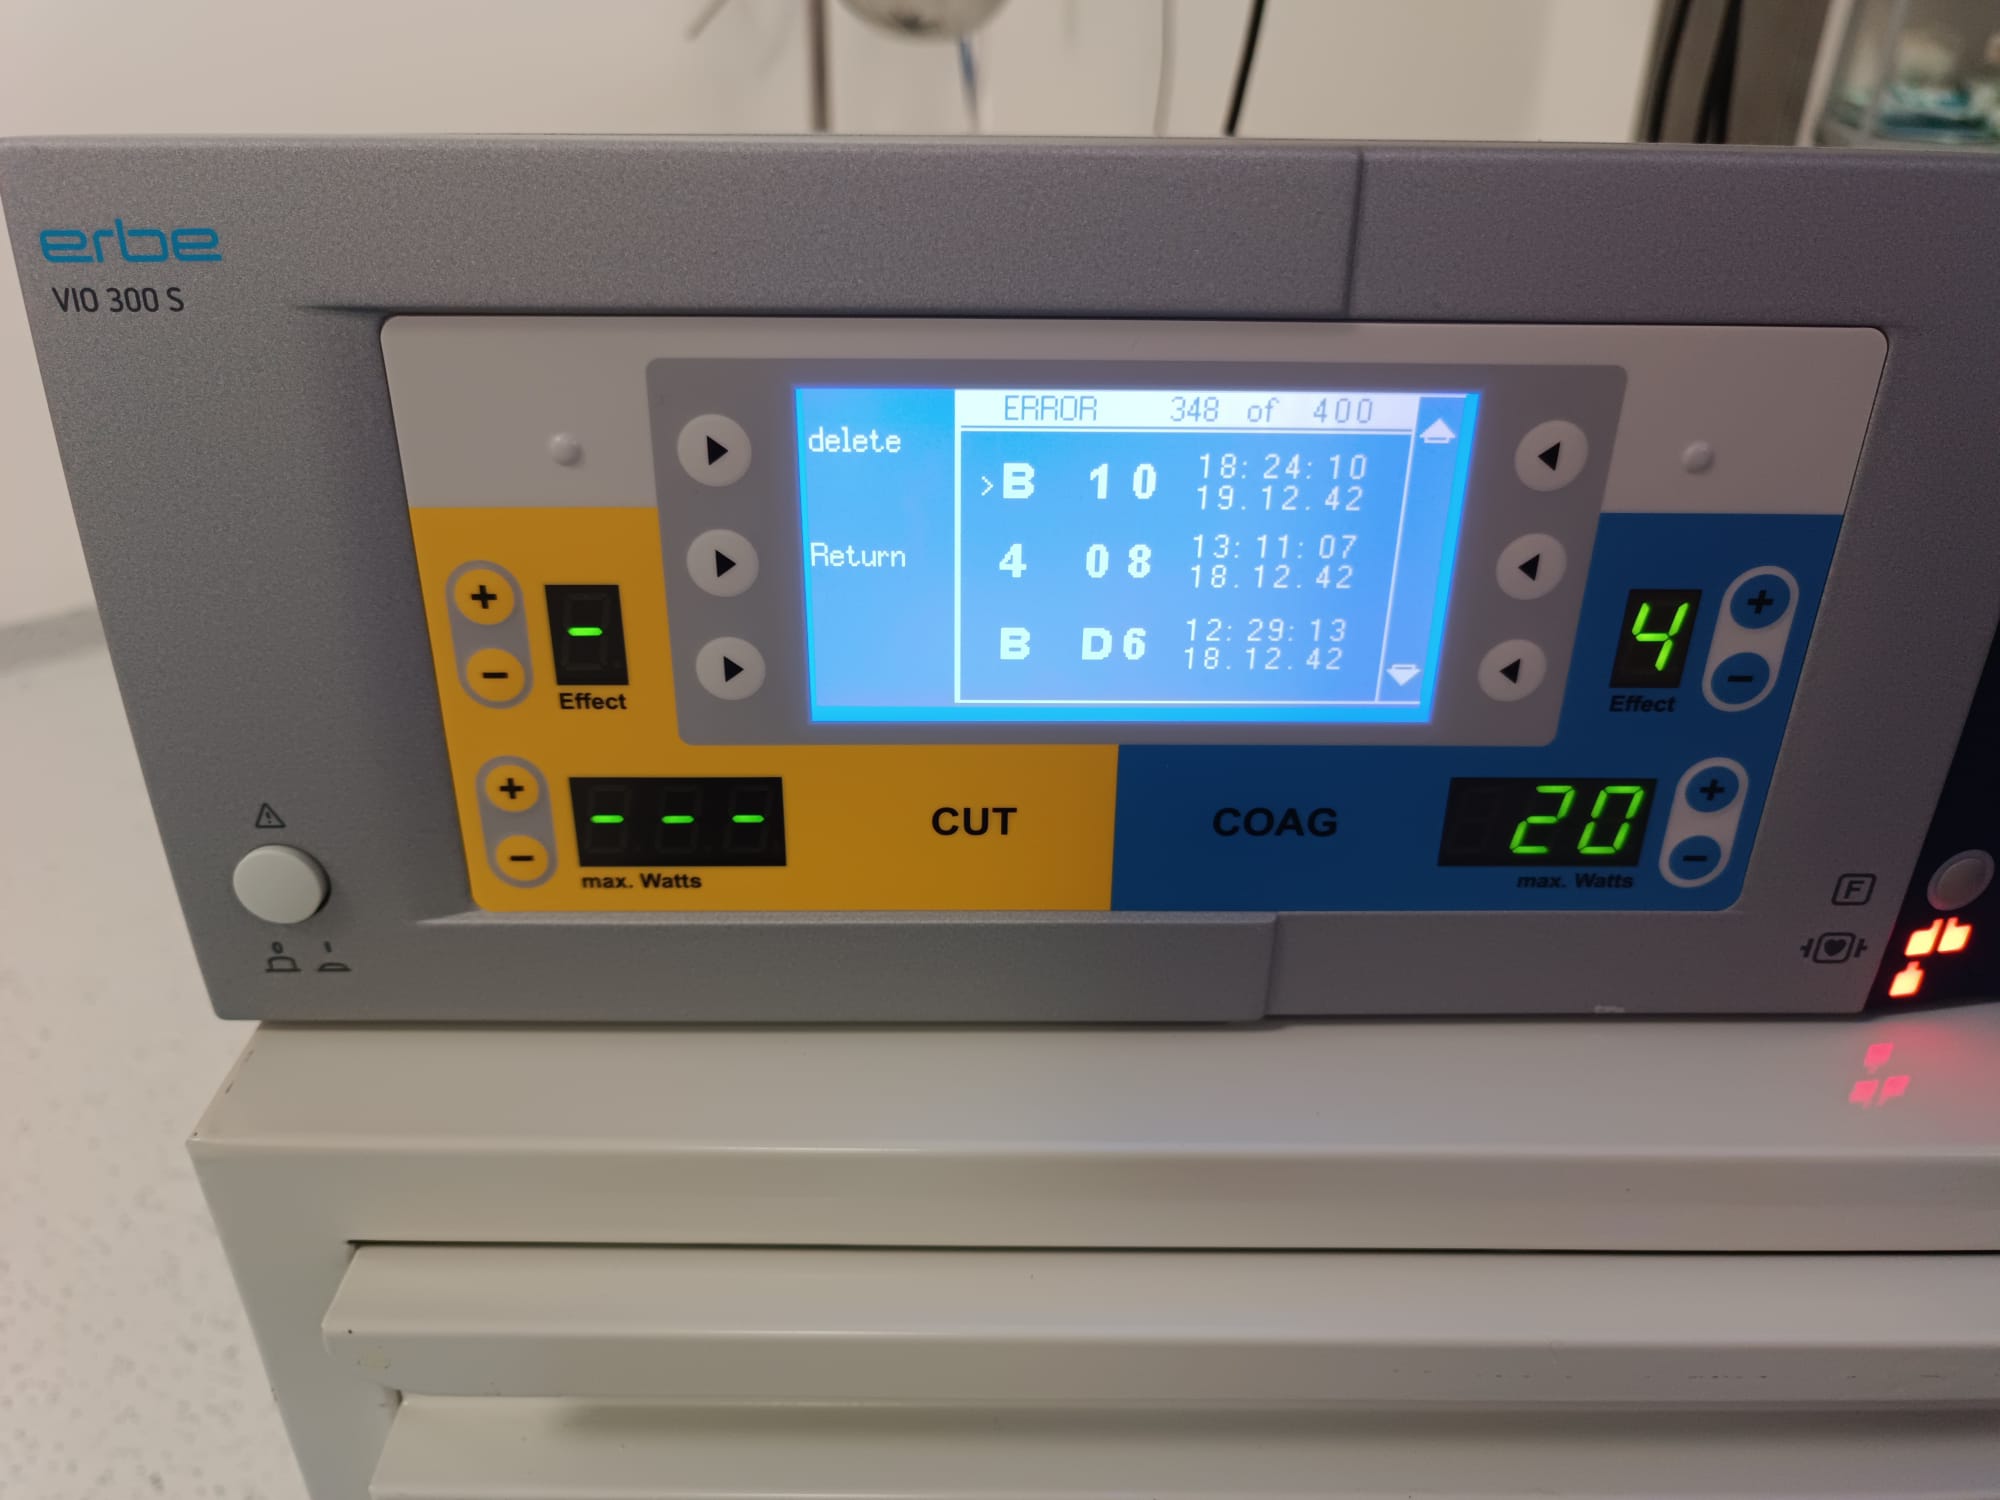 erbe
VIO 300 S
ERROR 348 of 400
delete
>B 10 18:24:10
19.12.42
Return
4 08 13:11:07
18.12.42
B D6 12:29:13
18.12.42
+
-
-
Effect
4
+
-
Effect
+
-
---
max. Watts
CUT
COAG
20
max. Watts
+
-
F
0 I